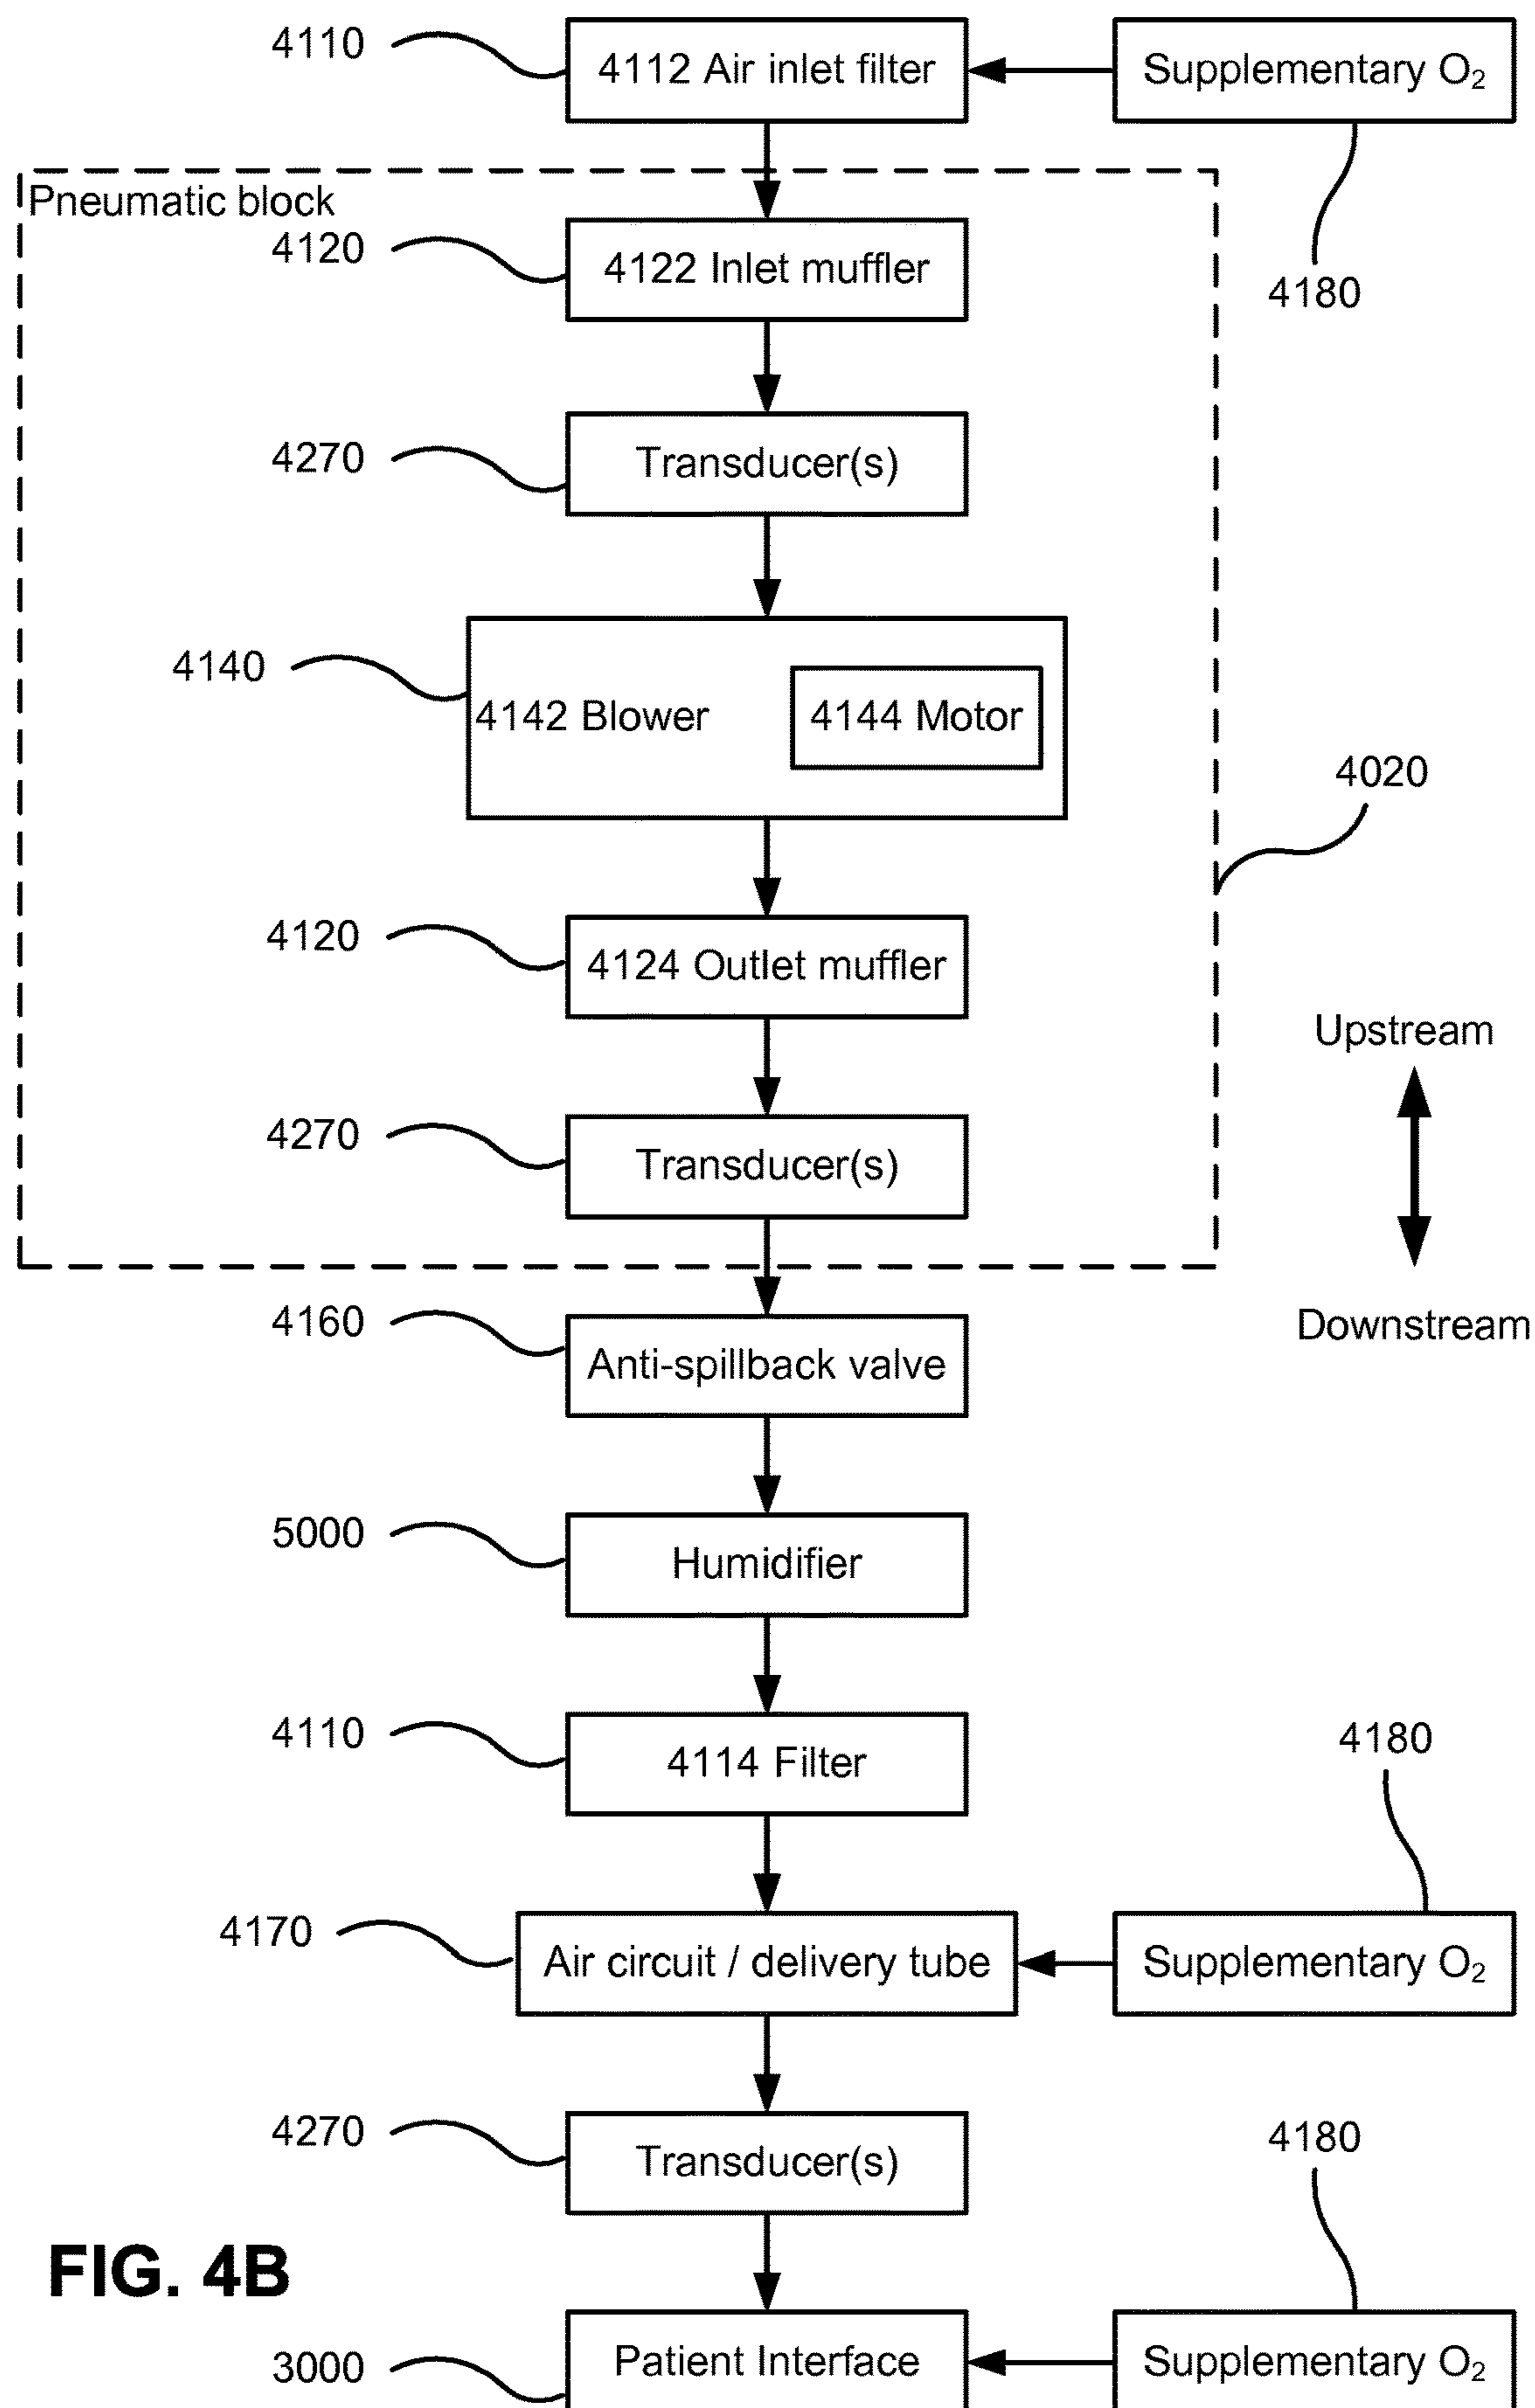 4110
4112 Air inlet filter
Supplementary O₂
Pneumatic block
4120
4122 Inlet muffler
4180
4270
Transducer(s)
4140
4142 Blower
4144 Motor
4020
4120
4124 Outlet muffler
Upstream
4270
Transducer(s)
4160
Anti-spillback valve
Downstream
5000
Humidifier
4110
4114 Filter
4180
4170
Air circuit / delivery tube
Supplementary O₂
4270
Transducer(s)
4180
FIG. 4B
3000
Patient Interface
Supplementary O₂